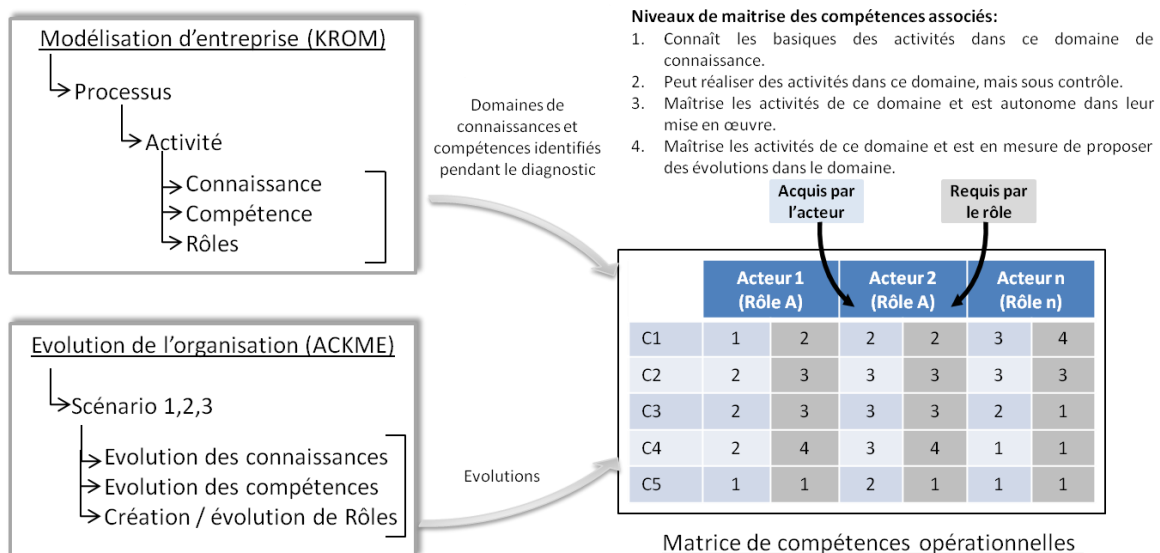 Modélisation d'entreprise (KROM)
Processus
Activité
Connaissance
Compétence
Rôles
Evolution de l'organisation (ACKME)
Scénario 1,2,3
Evolution des connaissances
Evolution des compétences
Création / évolution de Rôles
Domaines de
connaissances et
compétences identifiés
pendant le diagnostic
Evolutions
Niveaux de maitrise des compétences associés:
1. Connaît les basiques des activités dans ce domaine de
connaissance.
2. Peut réaliser des activités dans ce domaine, mais sous contrôle.
3. Maîtrise les activités de ce domaine et est autonome dans leur
mise en œuvre.
4. Maîtrise les activités de ce domaine et est en mesure de proposer
des évolutions dans le domaine.
Acquis par
l'acteur
Requis par
le rôle
Acteur 1 Acteur 2 Acteur n
(Rôle A) (Rôle A) (Rôle n)
C1 1 2 2 2 3 4
C2 2 3 3 3 3 3
C3 2 3 3 3 2 1
C4 2 4 3 4 1 1
C5 1 1 2 1 1 1
Matrice de compétences opérationnelles